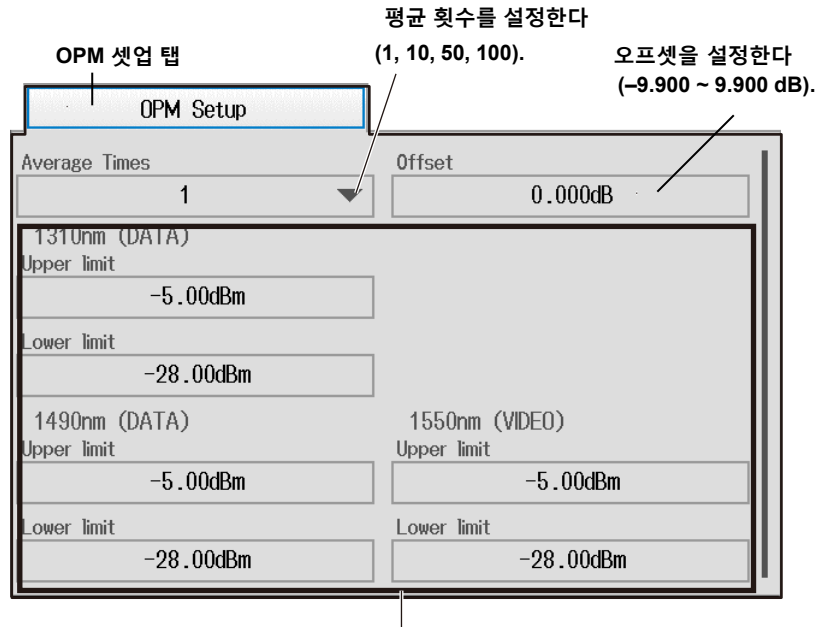 평균 횟수를 설정한다
(1, 10, 50, 100).
OPM 셋업 탭
오프셋을 설정한다
(–9.900 ~ 9.900 dB).
OPM Setup
Average Times
Offset
1
0.000dB
1310nm (DATA)
Upper limit
-5.00dBm
Lower limit
-28.00dBm
1490nm (DATA)
1550nm (VIDEO)
Upper limit
Upper limit
-5.00dBm
-5.00dBm
Lower limit
Lower limit
-28.00dBm
-28.00dBm